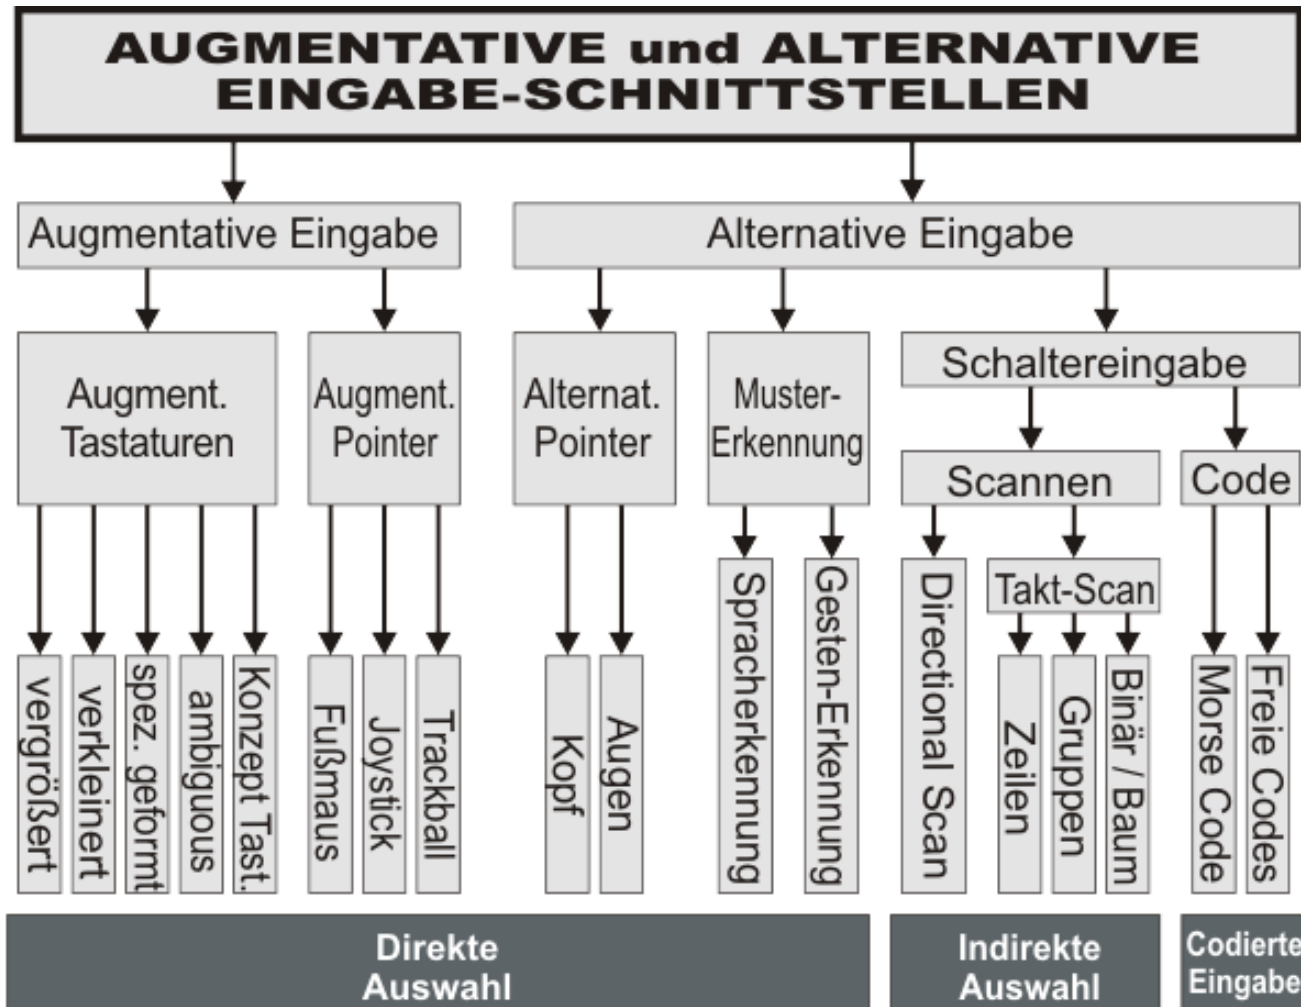 AUGMENTATIVE und ALTERNATIVE
EINGABE-SCHNITTSTELLEN
Augmentative Eingabe
Alternative Eingabe
Augment.
Tastaturen
Augment.
Pointer
Alternat.
Pointer
Muster-
Erkennung
Schaltereingabe
Scannen
Code
Takt-Scan
vergrößert
verkleinert
spez. geformt
ambiguous
Konzept Tast.
Fußmaus
Joystick
Trackball
Kopf
Augen
Spracherkennung
Gesten-Erkennung
Directional Scan
Zeilen
Gruppen
Binär / Baum
Morse Code
Freie Codes
Direkte
Auswahl
Indirekte
Auswahl
Codierte
Eingabe